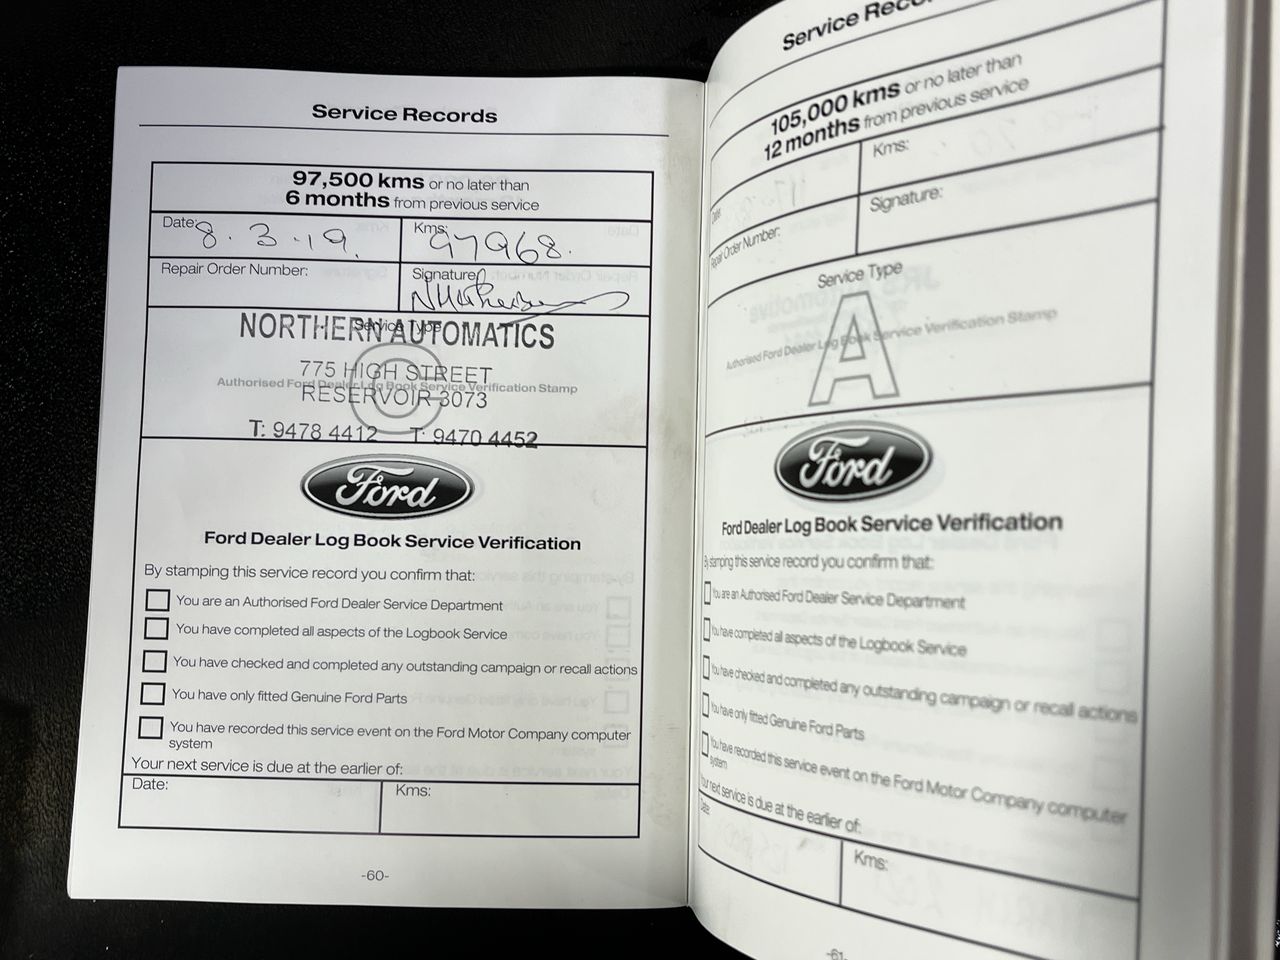 Service Records
97,500 kms or no later than
6 months from previous service
Date: 8.3.19.
Kms: 97968.
Repair Order Number:
Signature:
Service Type
NORTHERN AUTOMATICS
C
775 HIGH STREET
Authorised Ford Dealer Log Book Service Verification Stamp
RESERVOIR 3073
T: 9478 4412 T: 9470 4452
Ford
Ford Dealer Log Book Service Verification
By stamping this service record you confirm that:
You are an Authorised Ford Dealer Service Department
You have completed all aspects of the Logbook Service
You have checked and completed any outstanding campaign or recall actions
You have only fitted Genuine Ford Parts
You have recorded this service event on the Ford Motor Company computer
system
Your next service is due at the earlier of:
Date:
Kms:
-60-
Service
105,000 kms or no later than
12 months from previous service
Date:
Kms:
Repair Order Number:
Signature:
Service Type
A
Authorised Ford Dealer Log Book Service Verification Stamp
Ford
Ford Dealer Log Book Service Verification
By stamping this service record you confirm that:
You are an Authorised Ford Dealer Service Department
You have completed all aspects of the Logbook Service
You have checked and completed any outstanding campaign or recall actions
You have only fitted Genuine Ford Parts
You have recorded this service event on the Ford Motor Company computer
system
Your next service is due at the earlier of:
Date:
Kms:
-61-